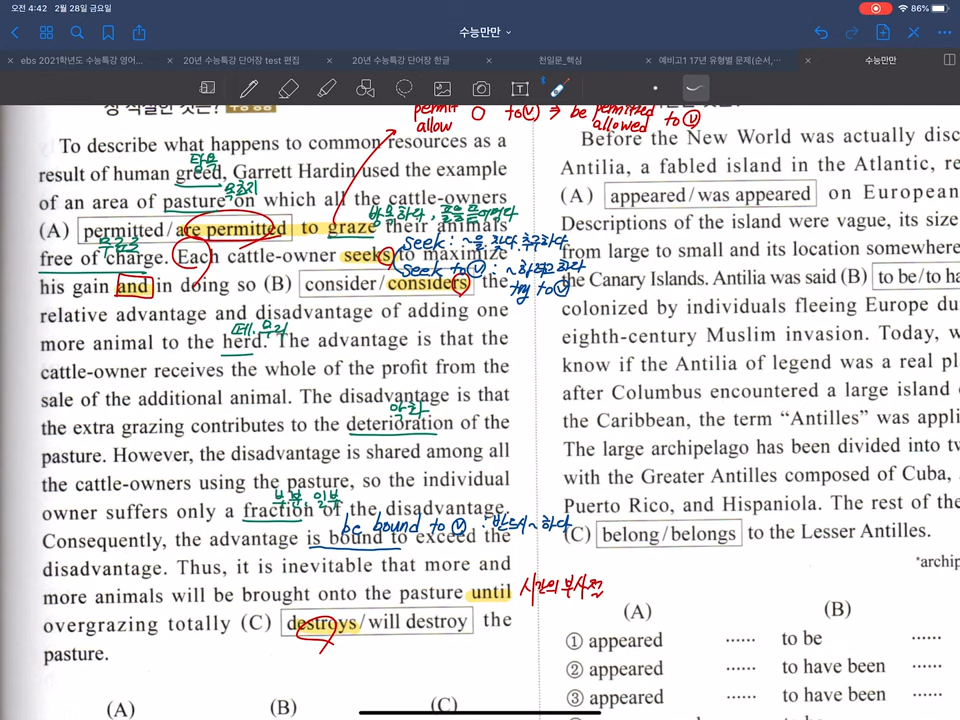 오전 4:42 2월 28일 금요일
86%
수능만만
ebs 2021학년도 수능특강 영어...
20년 수능특강 단어장 test 편집
20년 수능특강 단어장 한글
천일문_핵심
예비고1 17년 유형별 문제(순서,...
수능만만
permit
allow
O to ⓥ ⇒ be permitted
allowed to ⓥ
To describe what happens to common resources as a
탐욕
result of human greed, Garrett Hardin used the example
목초지
of an area of pasture on which all the cattle-owners
방목하다, 풀을 뜯어먹다
(A) permitted / are permitted to graze their animals
무료로
free of charge. Each cattle-owner seeks to maximize
seek : ~을 찾다, 추구하다
seek to ⓥ : ~하려고 하다
try to ⓥ
his gain and in doing so (B) consider / considers the
relative advantage and disadvantage of adding one
떼, 무리
more animal to the herd. The advantage is that the
cattle-owner receives the whole of the profit from the
sale of the additional animal. The disadvantage is that
악화
the extra grazing contributes to the deterioration of the
pasture. However, the disadvantage is shared among all
the cattle-owners using the pasture, so the individual
부분, 일부
owner suffers only a fraction of the disadvantage.
be bound to ⓥ : 반드시 ~하다
Consequently, the advantage is bound to exceed the
disadvantage. Thus, it is inevitable that more and
more animals will be brought onto the pasture until
시간의 부사절
overgrazing totally (C) destroys / will destroy the
pasture.
(A) (B) (C)
Before the New World was actually disc
Antilia, a fabled island in the Atlantic, re
(A) appeared / was appeared on European
Descriptions of the island were vague, its size
from large to small and its location somewhere
the Canary Islands. Antilia was said (B) to be / to ha
colonized by individuals fleeing Europe du
eighth-century Muslim invasion. Today, w
know if the Antilia of legend was a real pl
after Columbus encountered a large island
the Caribbean, the term “Antilles” was appli
The large archipelago has been divided into tw
with the Greater Antilles composed of Cuba,
Puerto Rico, and Hispaniola. The rest of the
(C) belong / belongs to the Lesser Antilles.
*archip
(A) (B)
① appeared ...... to be ......
② appeared ...... to have been ......
③ appeared ...... to have been ......